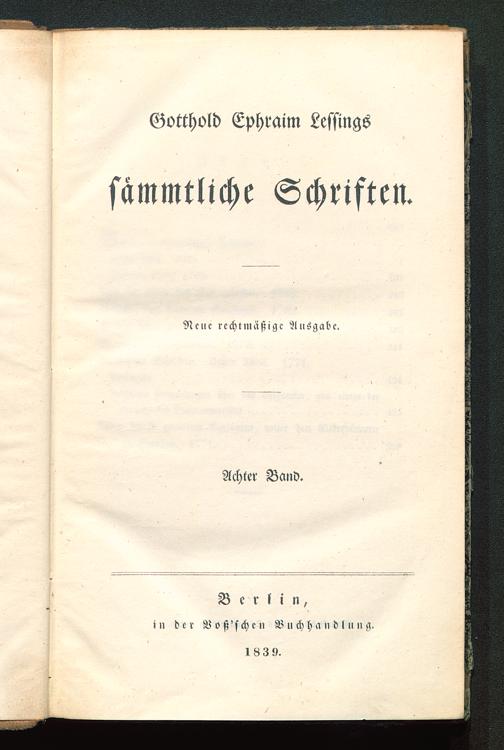 Gotthold Ephraim Lessings
sämmtliche Schriften.
Neue rechtmäßige Ausgabe.
Achter Band.
Berlin,
in der Voß'schen Buchhandlung.
1839.